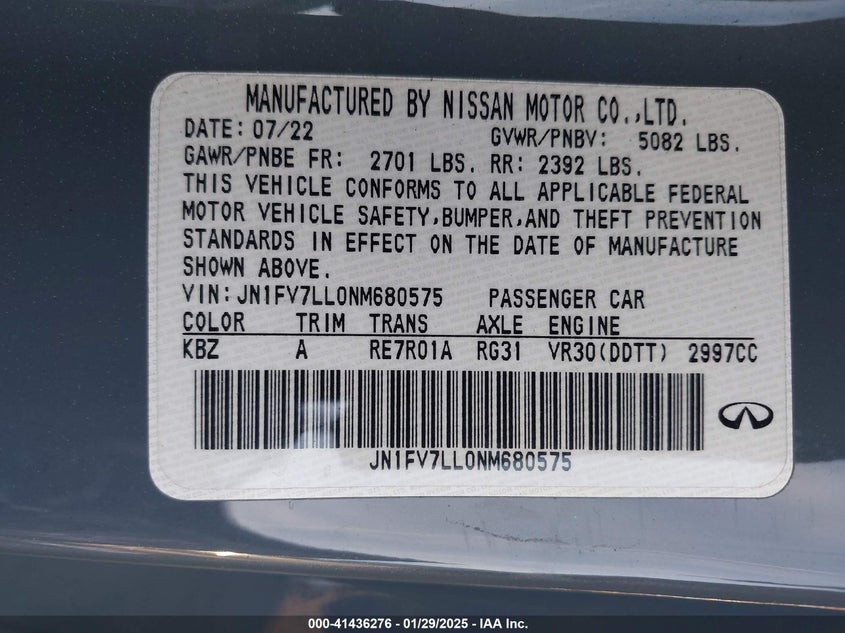 MANUFACTURED BY NISSAN MOTOR CO.,LTD.
DATE: 07/22 GVWR/PNBV: 5082 LBS.
GAWR/PNBE FR: 2701 LBS. RR: 2392 LBS.
THIS VEHICLE CONFORMS TO ALL APPLICABLE FEDERAL
MOTOR VEHICLE SAFETY,BUMPER,AND THEFT PREVENTION
STANDARDS IN EFFECT ON THE DATE OF MANUFACTURE
SHOWN ABOVE.
VIN:JN1FV7LL0NM680575 PASSENGER CAR
COLOR TRIM TRANS AXLE ENGINE
KBZ A RE7R01A RG31 VR30(DDTT) 2997CC
JN1FV7LL0NM680575
000-41436276 - 01/29/2025 - IAA Inc.